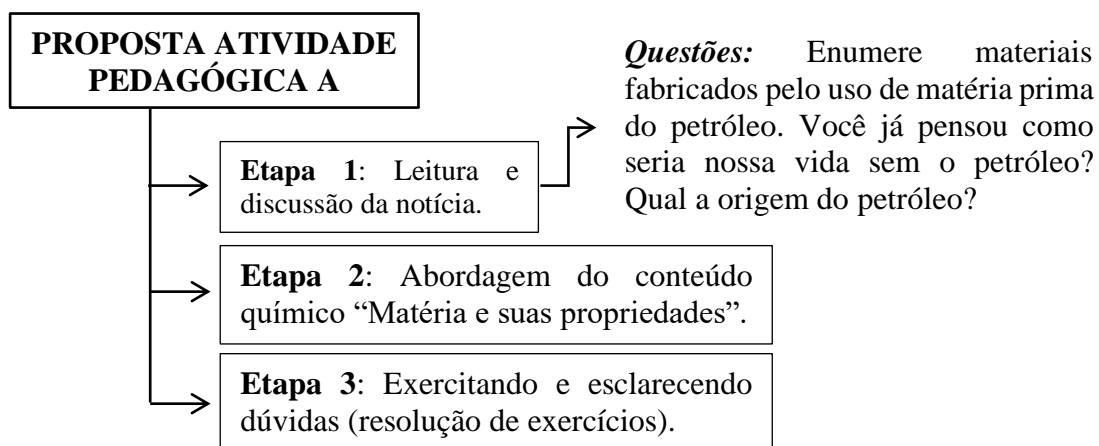 PROPOSTA ATIVIDADE
PEDAGÓGICA A
Questões: Enumere materiais
fabricados pelo uso de matéria prima
do petróleo. Você já pensou como
seria nossa vida sem o petróleo?
Qual a origem do petróleo?
Etapa 1: Leitura e
discussão da notícia.
Etapa 2: Abordagem do conteúdo
químico “Matéria e suas propriedades”.
Etapa 3: Exercitando e esclarecendo
dúvidas (resolução de exercícios).